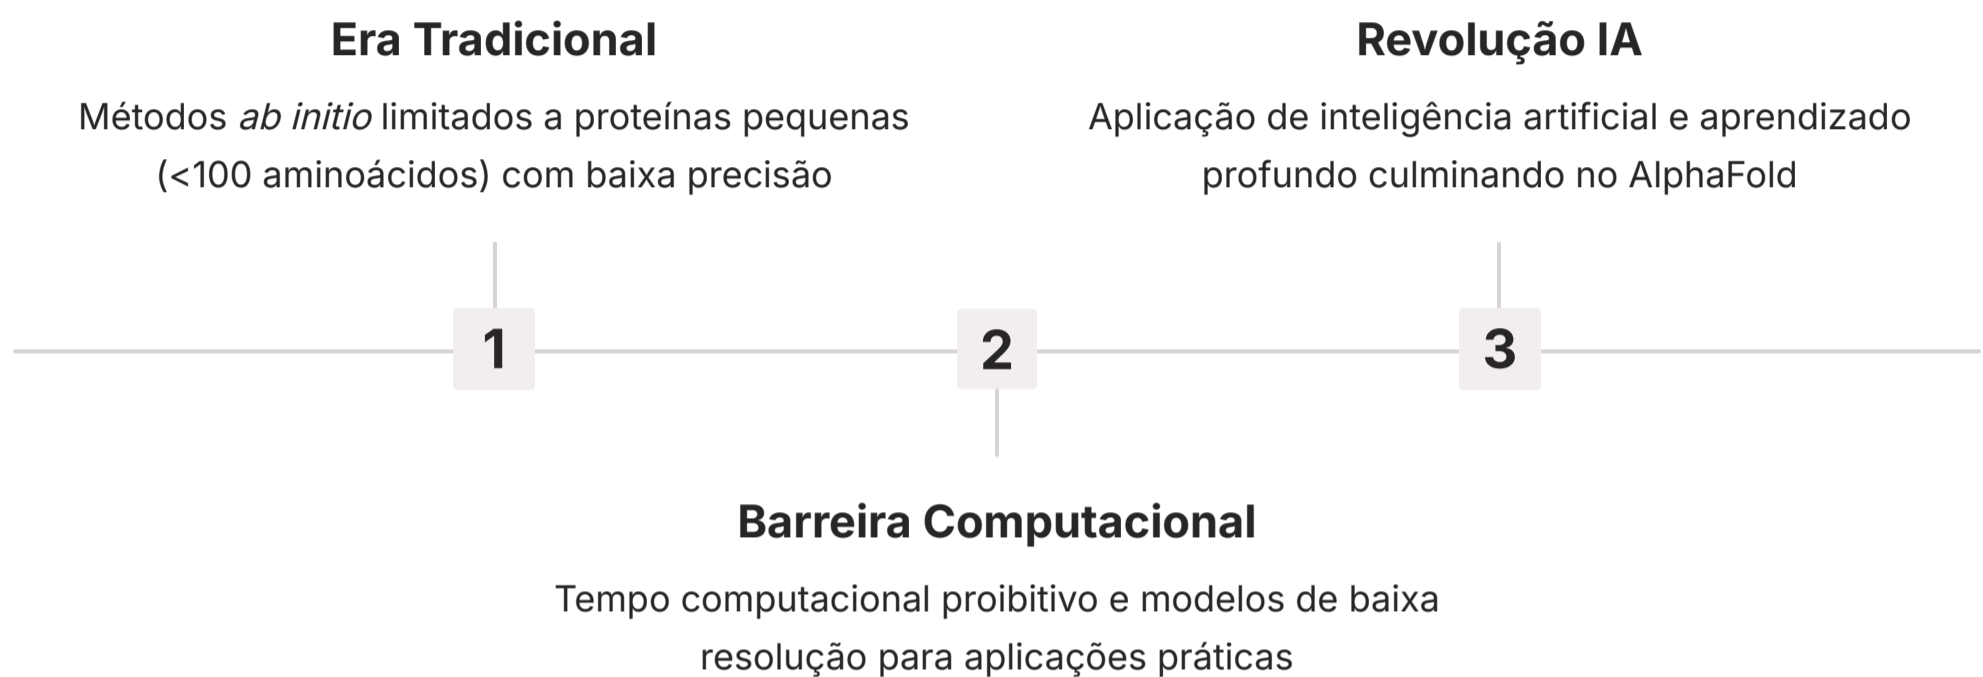 Era Tradicional
Métodos ab initio limitados a proteínas pequenas
(<100 aminoácidos) com baixa precisão
Revolução IA
Aplicação de inteligência artificial e aprendizado
profundo culminando no AlphaFold
1
2
3
Barreira Computacional
Tempo computacional proibitivo e modelos de baixa
resolução para aplicações práticas